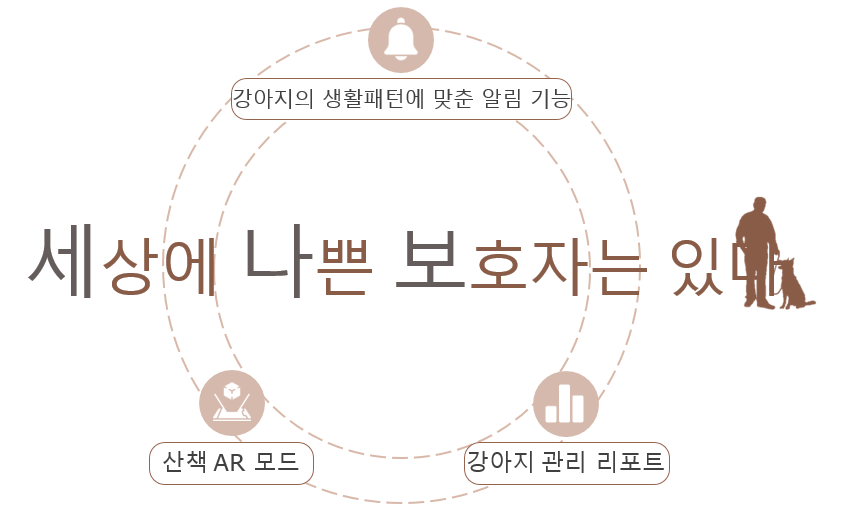 강아지의 생활패턴에 맞춘 알림 기능
세상에 나쁜 보호자는 있다
산책 AR 모드
강아지 관리 리포트